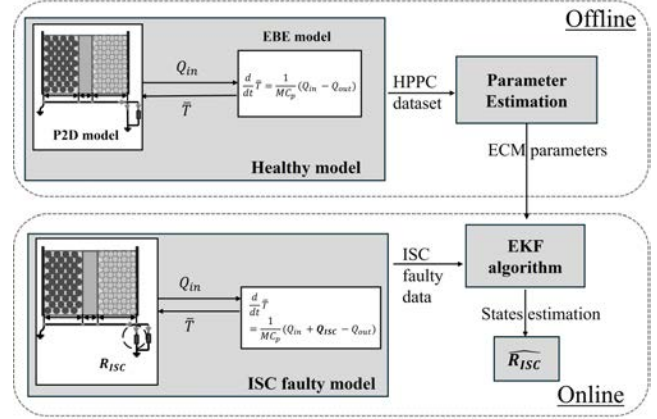 Offline
EBE model
Q_in
d/dt T̿ = 1/MC_p (Q_in − Q_out)
T̿
P2D model
Healthy model
HPPC
dataset
Parameter
Estimation
ECM parameters
Q_in
d/dt T̿
= 1/MC_p (Q_in + Q_ISC − Q_out)
T̿
R_ISC
ISC faulty model
ISC
faulty
data
EKF
algorithm
States estimation
R_ISC^
Online